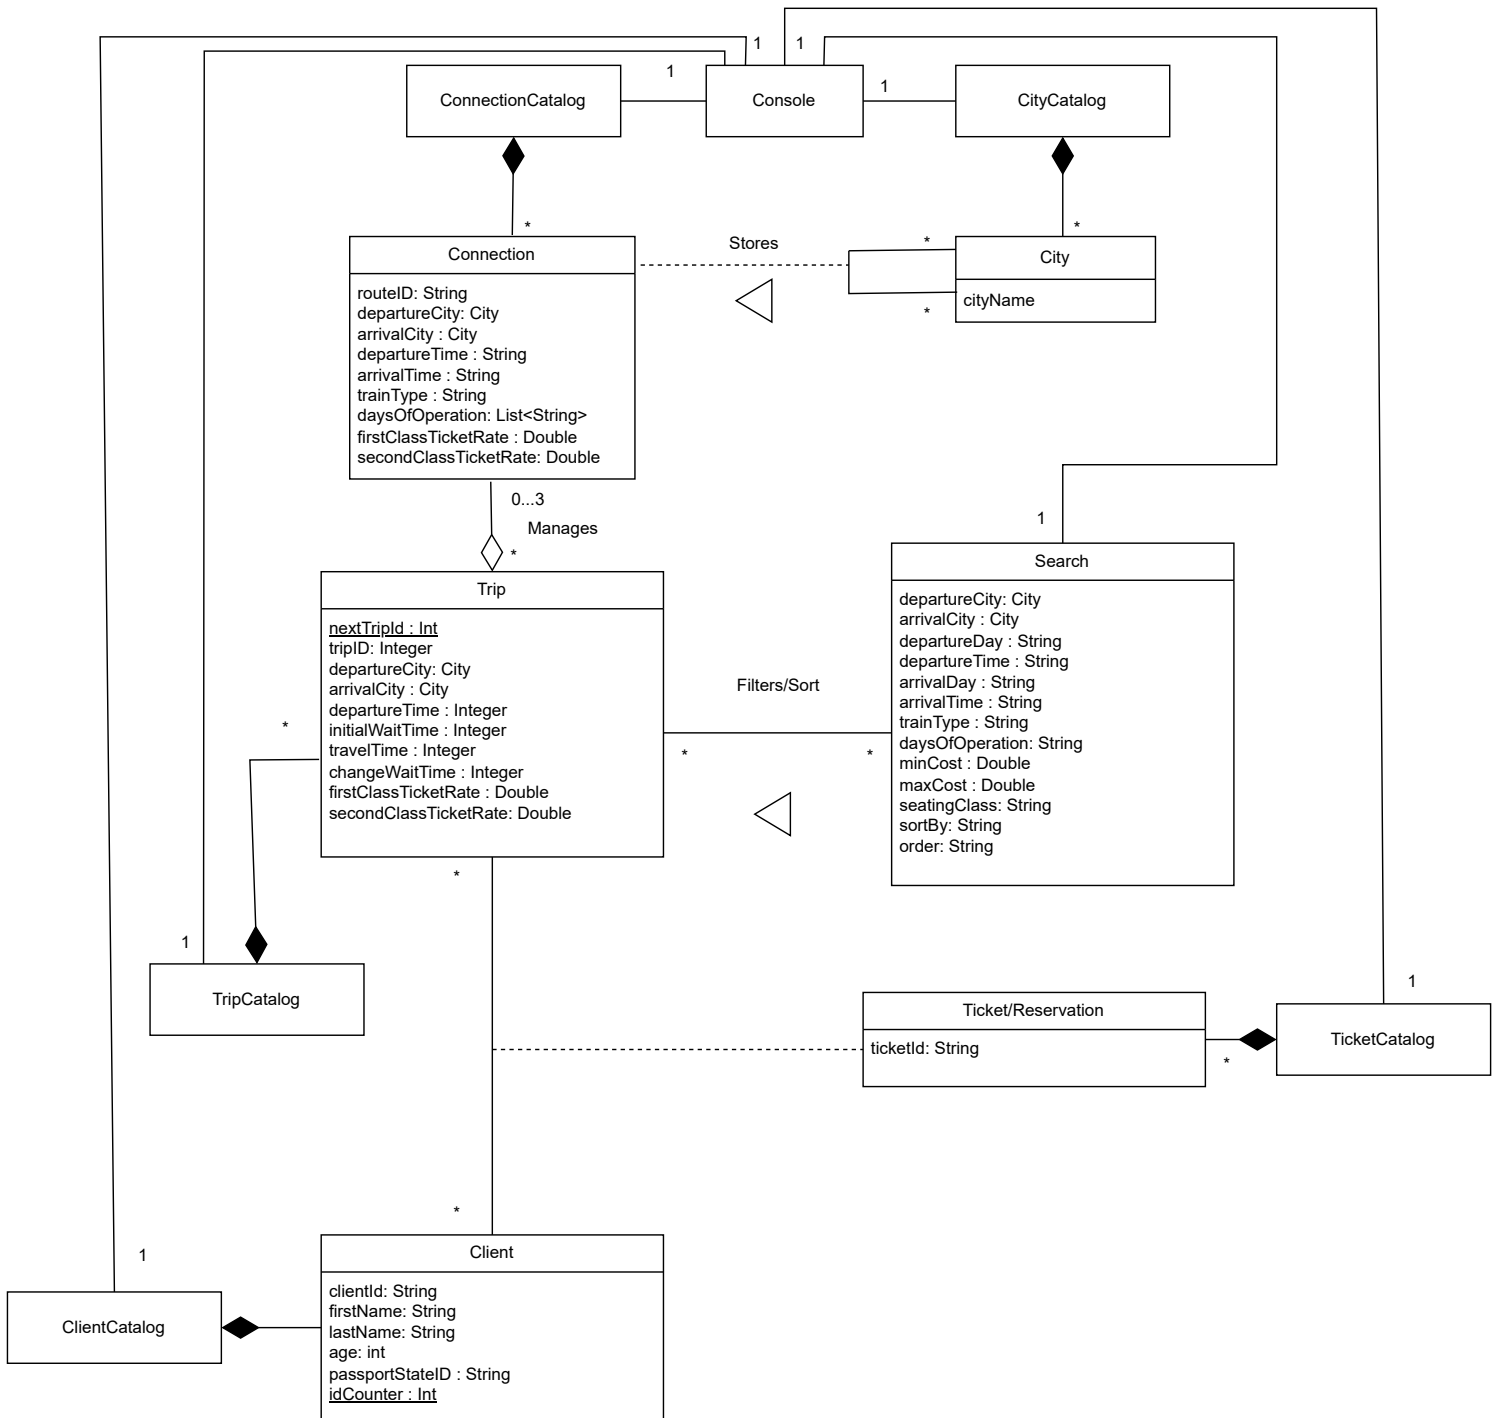 1
1
1
1
ConnectionCatalog
Console
CityCatalog
*
*
Stores
*
*
Connection
routeID: String
departureCity: City
arrivalCity : City
departureTime : String
arrivalTime : String
trainType : String
daysOfOperation: List<String>
firstClassTicketRate : Double
secondClassTicketRate: Double
City
cityName
0...3
Manages
*
1
Trip
nextTripId : Int
tripID: Integer
departureCity: City
arrivalCity : City
departureTime : Integer
initialWaitTime : Integer
travelTime : Integer
changeWaitTime : Integer
firstClassTicketRate : Double
secondClassTicketRate: Double
Filters/Sort
*
*
Search
departureCity: City
arrivalCity : City
departureDay : String
departureTime : String
arrivalDay : String
arrivalTime : String
trainType : String
daysOfOperation: String
minCost : Double
maxCost : Double
seatingClass: String
sortBy: String
order: String
*
*
1
TripCatalog
Ticket/Reservation
ticketId: String
*
1
TicketCatalog
*
1
ClientCatalog
Client
clientId: String
firstName: String
lastName: String
age: int
passportStateID : String
idCounter : Int